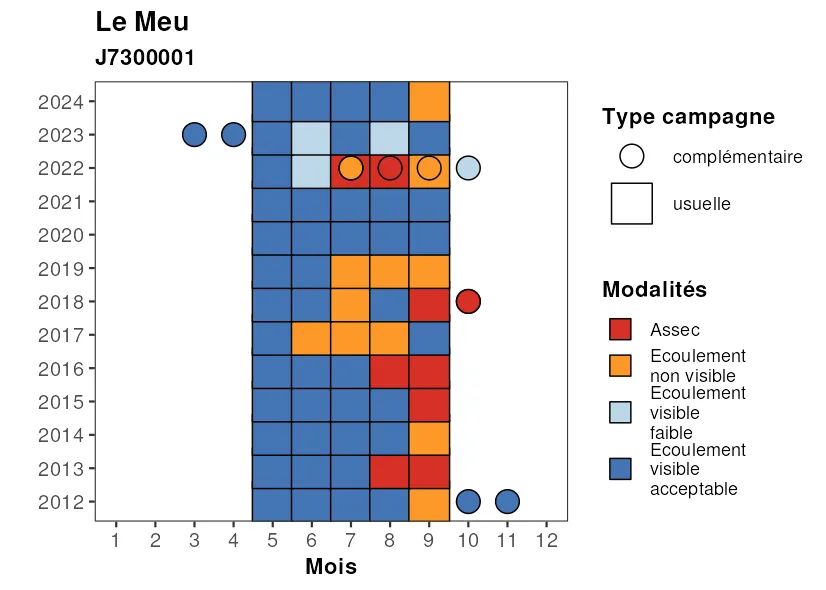 Le Meu
J7300001
2024
2023
2022
2021
2020
2019
2018
2017
2016
2015
2014
2013
2012
1 2 3 4 5 6 7 8 9 10 11 12
Mois
Type campagne
complémentaire
usuelle
Modalités
Assec
Ecoulement
non visible
Ecoulement
visible
faible
Ecoulement
visible
acceptable